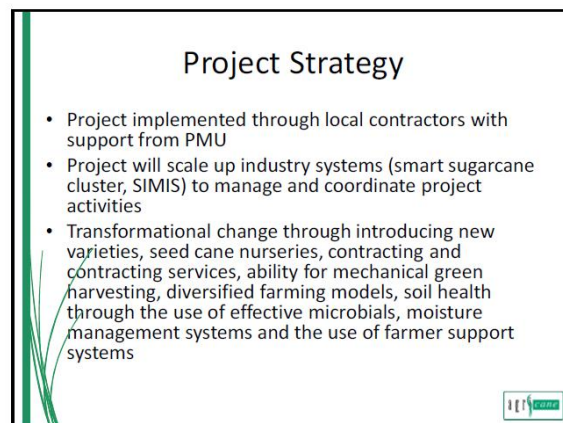 Project Strategy
• Project implemented through local contractors with
support from PMU
• Project will scale up industry systems (smart sugarcane
cluster, SIMIS) to manage and coordinate project
activities
• Transformational change through introducing new
varieties, seed cane nurseries, contracting and
contracting services, ability for mechanical green
harvesting, diversified farming models, soil health
through the use of effective microbials, moisture
management systems and the use of farmer support
systems
cane